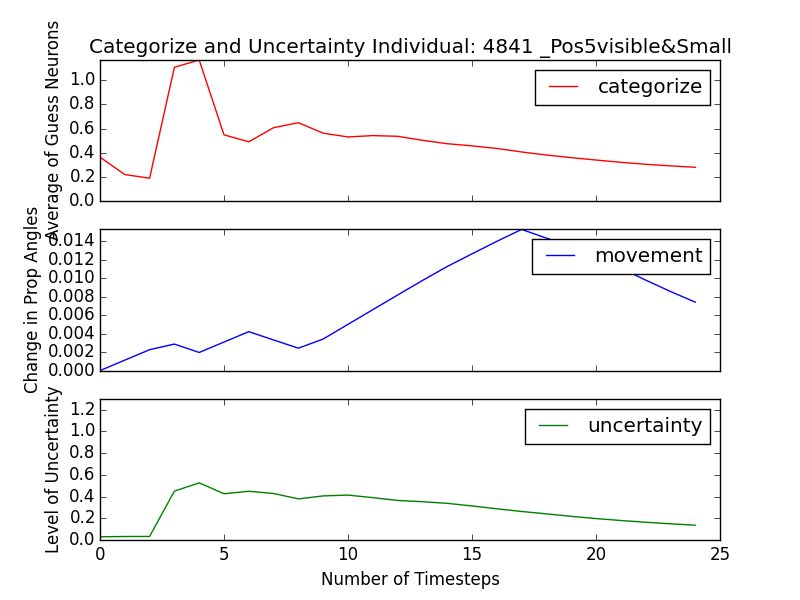 Categorize and Uncertainty Individual: 4841 _Pos5visible&Small
Average of Guess Neurons
1.0
0.8
0.6
0.4
0.2
0.0
categorize
Change in Prop Angles
0.014
0.012
0.010
0.008
0.006
0.004
0.002
0.000
movement
Level of Uncertainty
1.2
1.0
0.8
0.6
0.4
0.2
0.0
uncertainty
0 5 10 15 20 25
Number of Timesteps